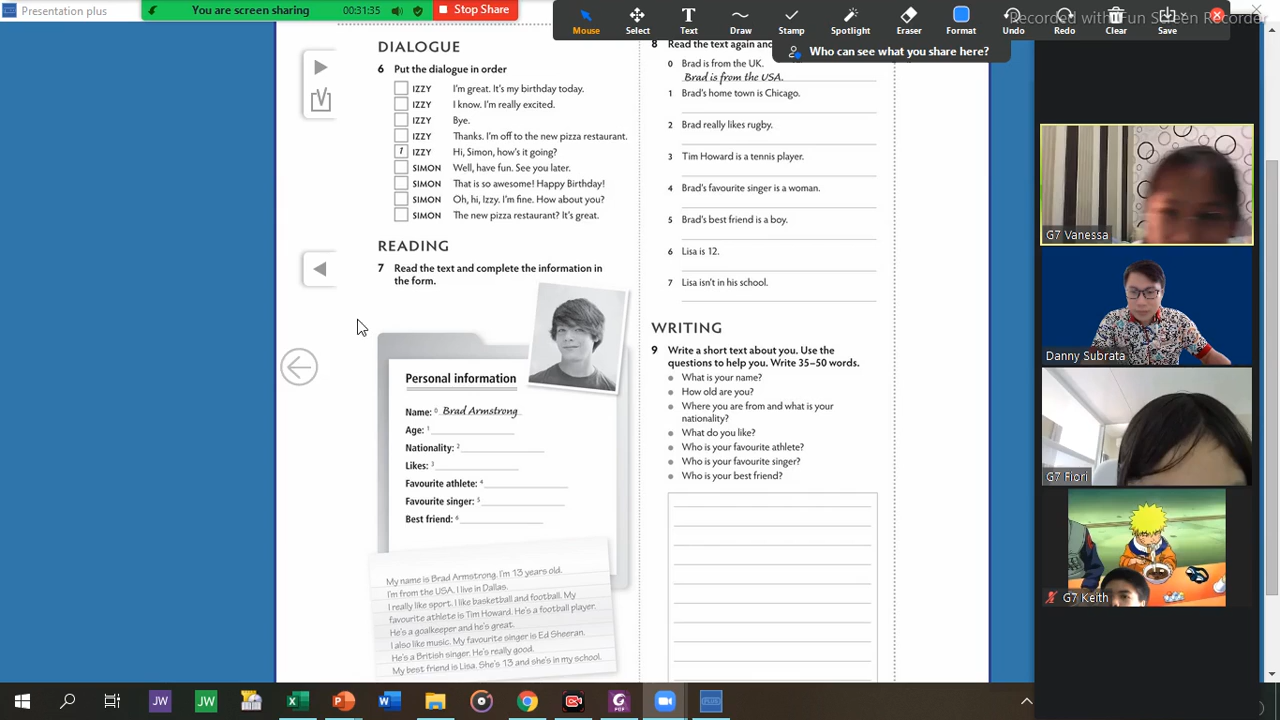 Presentation plus
You are screen sharing
00:31:35
Stop Share
Mouse
Select
Text
Draw
Stamp
Spotlight
Eraser
Format
Undo
Redo
Clear
Save
Recorded with Fun Screen Recorder
Who can see what you share here?
DIALOGUE
6 Put the dialogue in order
IZZY I'm great. It's my birthday today.
IZZY I know. I'm really excited.
IZZY Bye.
IZZY Thanks. I'm off to the new pizza restaurant.
1 IZZY Hi, Simon, how's it going?
SIMON Well, have fun. See you later.
SIMON That is so awesome! Happy Birthday!
SIMON Oh, hi, Izzy. I'm fine. How about you?
SIMON The new pizza restaurant? It's great.
READING
7 Read the text and complete the information in
the form.
Personal information
Name: 0 Brad Armstrong
Age: 1
Nationality: 2
Likes: 3
Favourite athlete: 4
Favourite singer: 5
Best friend: 6
My name is Brad Armstrong. I'm 13 years old.
I'm from the USA. I live in Dallas.
I really like sport. I like basketball and football. My
favourite athlete is Tim Howard. He's a football player.
He's a goalkeeper and he's great.
I also like music. My favourite singer is Ed Sheeran.
He's a British singer. He's really good.
My best friend is Lisa. She's 13 and she's in my school.
8 Read the text again and
0 Brad is from the UK.
Brad is from the USA.
1 Brad's home town is Chicago.
2 Brad really likes rugby.
3 Tim Howard is a tennis player.
4 Brad's favourite singer is a woman.
5 Brad's best friend is a boy.
6 Lisa is 12.
7 Lisa isn't in his school.
WRITING
9 Write a short text about you. Use the
questions to help you. Write 35–50 words.
● What is your name?
● How old are you?
● Where you are from and what is your
nationality?
● What do you like?
● Who is your favourite athlete?
● Who is your favourite singer?
● Who is your best friend?
G7 Vanessa
Danny Subrata
G7 Fiori
G7 Keith
JW
JW